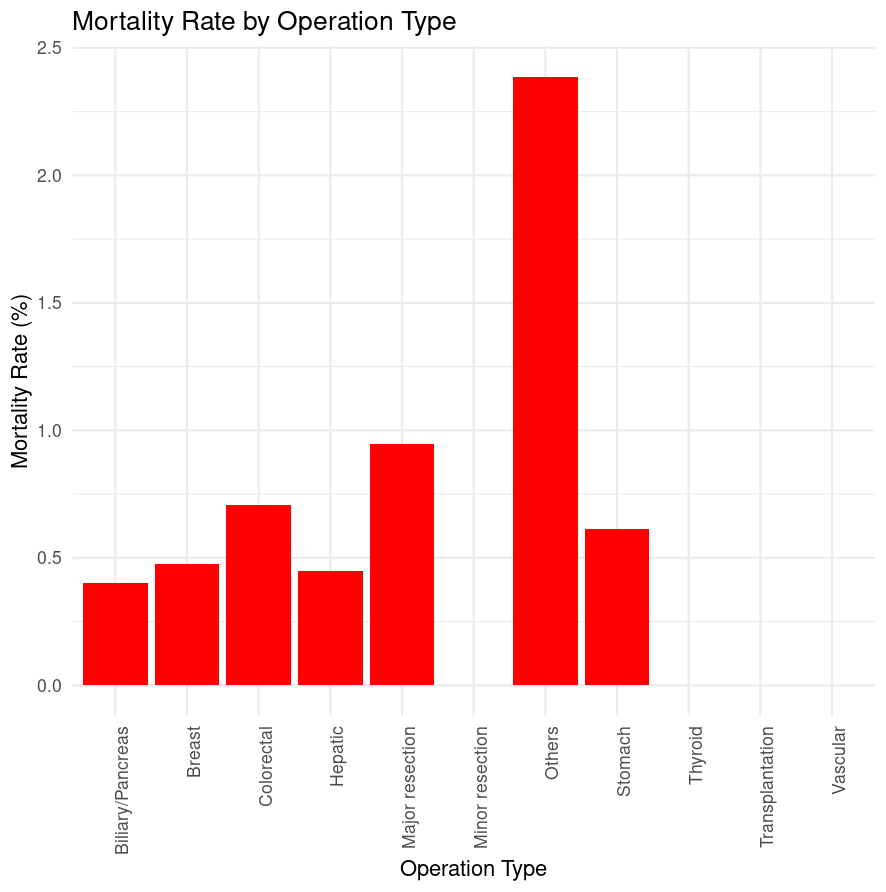 Mortality Rate by Operation Type
Mortality Rate (%)
2.5
2.0
1.5
1.0
0.5
0.0
Biliary/Pancreas
Breast
Colorectal
Hepatic
Major resection
Minor resection
Others
Stomach
Thyroid
Transplantation
Vascular
Operation Type